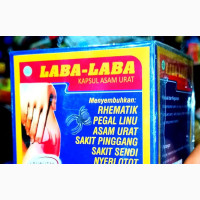 LABA-LABA
KAPSUL ASAM URAT
Menyembuhkan:
RHEMATIK
PEGAL LINU
ASAM URAT
SAKIT PINGGANG
SAKIT SENDI
NYERI OTOT